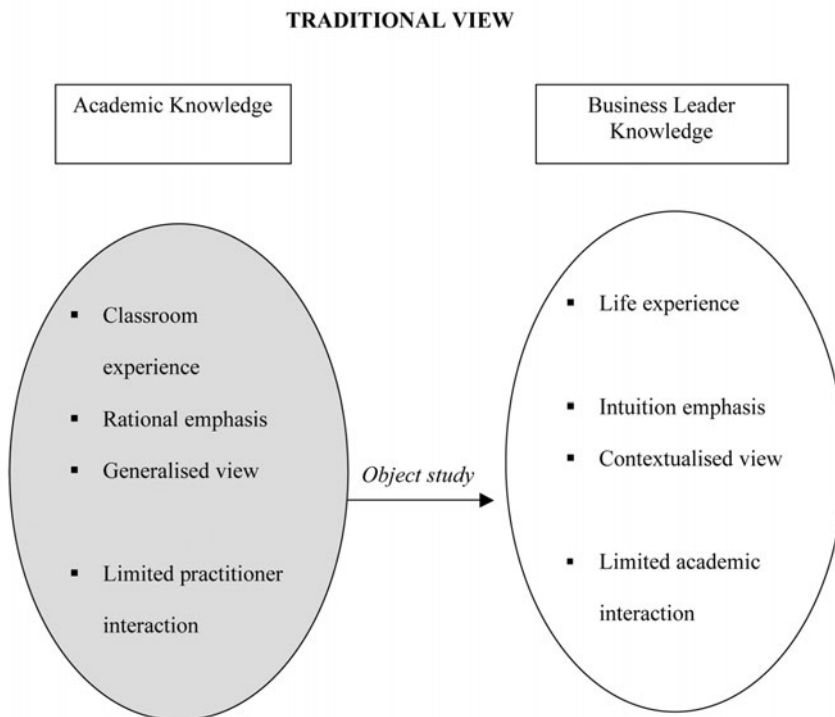 TRADITIONAL VIEW
Academic Knowledge
Business Leader
Knowledge
▪ Classroom
experience
▪ Rational emphasis
▪ Generalised view
▪ Limited practitioner
interaction
Object study
▪ Life experience
▪ Intuition emphasis
▪ Contextualised view
▪ Limited academic
interaction